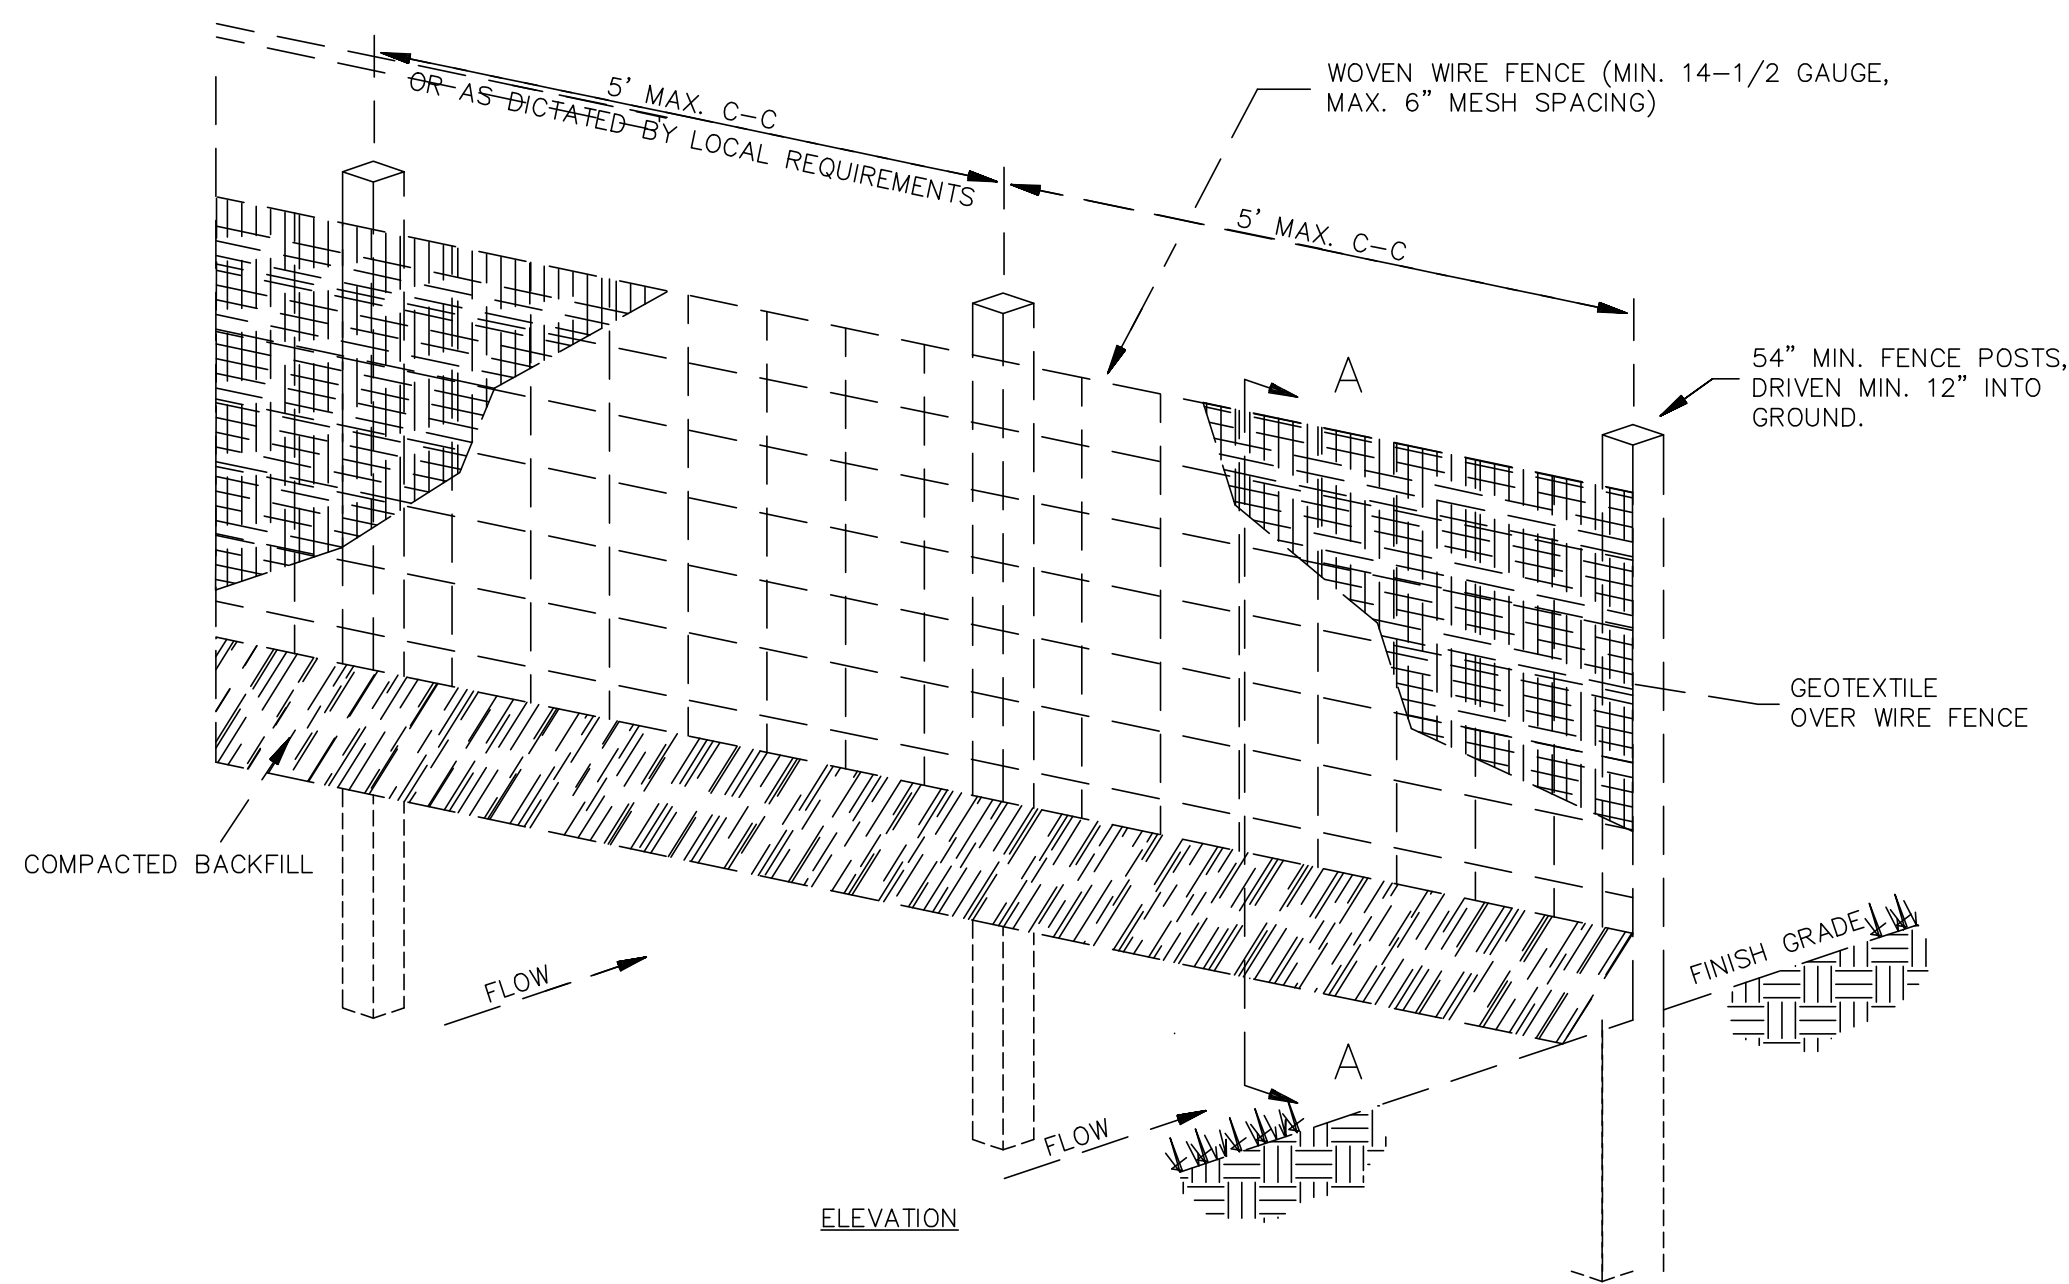 WOVEN WIRE FENCE (MIN. 14-1/2 GAUGE,
MAX. 6" MESH SPACING)
5' MAX. C-C
OR AS DICTATED BY LOCAL REQUIREMENTS
5' MAX. C-C
A
54" MIN. FENCE POSTS,
DRIVEN MIN. 12" INTO
GROUND.
GEOTEXTILE
OVER WIRE FENCE
COMPACTED BACKFILL
FINISH GRADE
FLOW
A
FLOW
ELEVATION